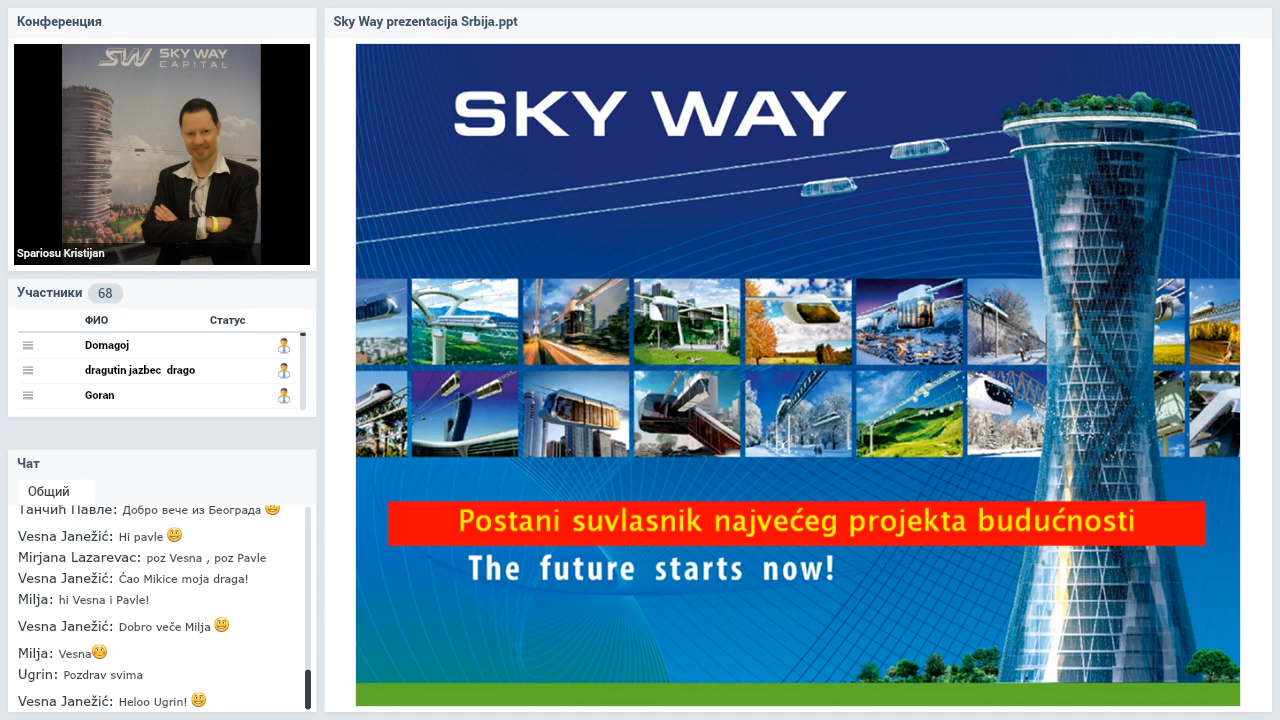 Конференция
SW SKY WAY
CAPITAL
Spariosu Kristijan
Участники 68
ФИО Статус
Domagoj
dragutin jazbec drago
Goran
Чат
Общий
Танчић Павле: Добро вече из Београда
Vesna Janežić: Hi pavle
Mirjana Lazarevac: poz Vesna , poz Pavle
Vesna Janežić: Ćao Mikice moja draga!
Milja: hi Vesna i Pavle!
Vesna Janežić: Dobro veče Milja
Milja: Vesna
Ugrin: Pozdrav svima
Vesna Janežić: Heloo Ugrin!
Sky Way prezentacija Srbija.ppt
SKY WAY
Postani suvlasnik najvećeg projekta budućnosti
The future starts now!